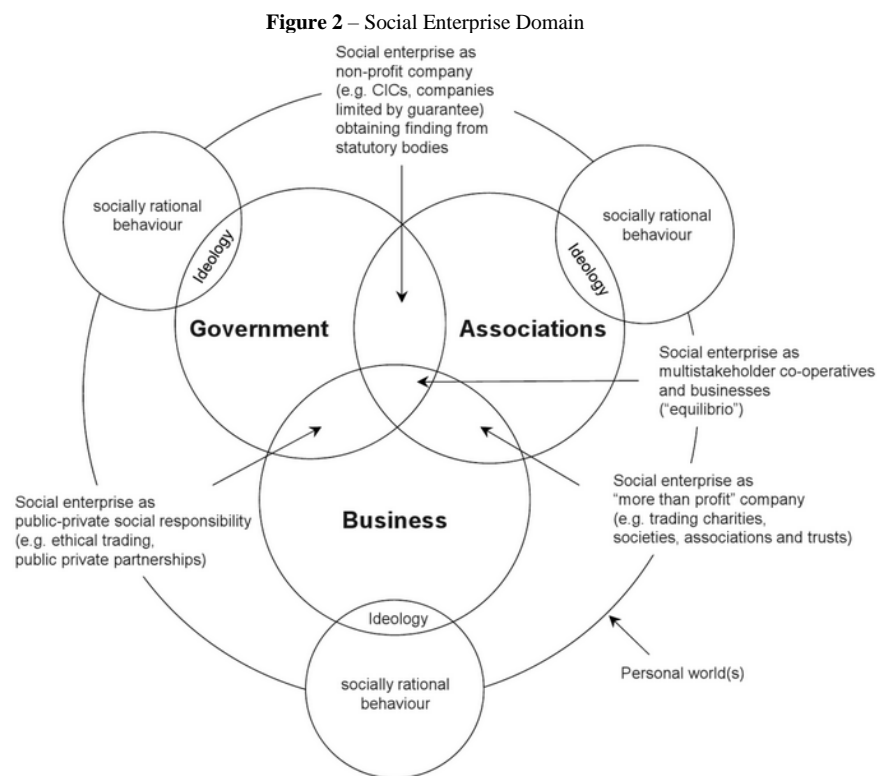 Figure 2 – Social Enterprise Domain
Social enterprise as
non-profit company
(e.g. CICs, companies
limited by guarantee)
obtaining finding from
statutory bodies
socially rational
behaviour
Ideology
socially rational
behaviour
Ideology
Government
Associations
Social enterprise as
multistakeholder co-operatives
and businesses
("equilibrio")
Social enterprise as
public-private social responsibility
(e.g. ethical trading,
public private partnerships)
Business
Social enterprise as
“more than profit” company
(e.g. trading charities,
societies, associations and trusts)
Ideology
socially rational
behaviour
Personal world(s)